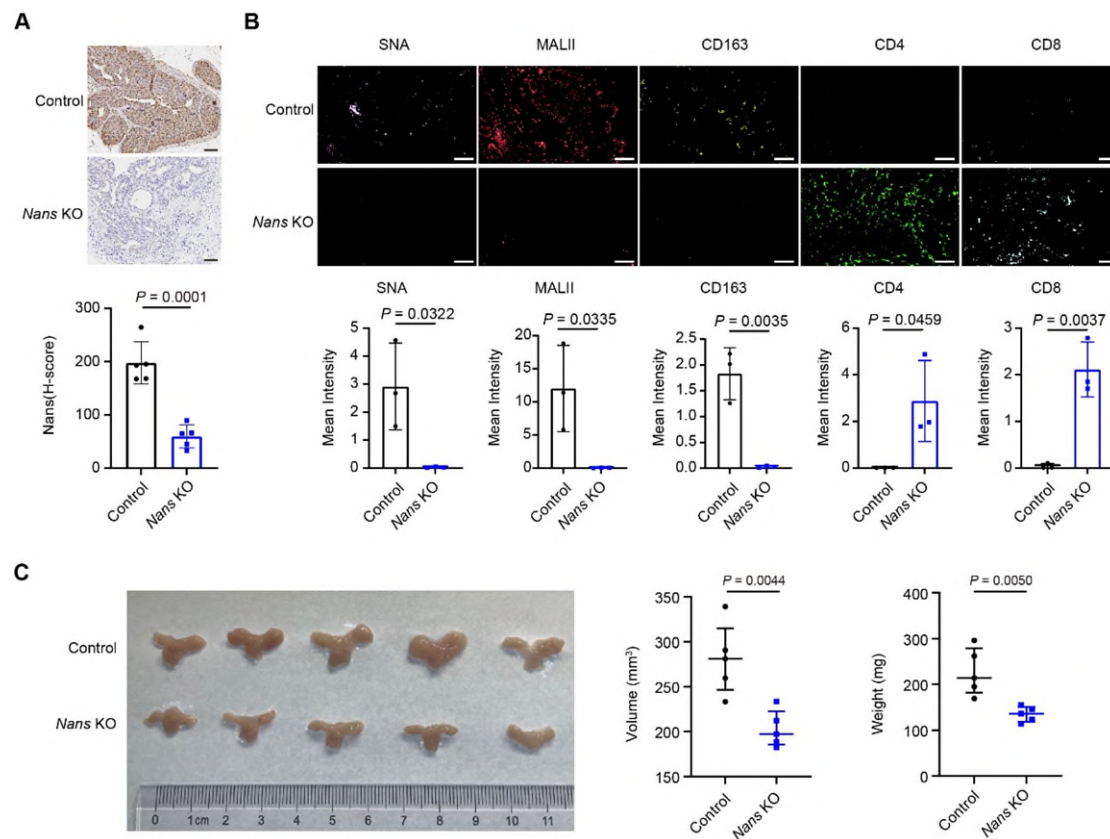 A
Control
Nans KO
Nans(H-score)
300
200
100
0
P = 0.0001
Control
Nans KO
B
SNA MALII CD163 CD4 CD8
Control
Nans KO
SNA MALII CD163 CD4 CD8
Mean Intensity
5
4
3
2
1
0
P = 0.0322
Control
Nans KO
Mean Intensity
20
15
10
5
0
P = 0.0335
Control
Nans KO
Mean Intensity
2.5
2.0
1.5
1.0
0.5
0.0
P = 0.0035
Control
Nans KO
Mean Intensity
6
4
2
0
P = 0.0459
Control
Nans KO
Mean Intensity
3
2
1
0
P = 0.0037
Control
Nans KO
C
Control
Nans KO
0 1cm 2 3 4 5 6 7 8 9 10 11
Volume (mm³)
350
300
250
200
150
P = 0.0044
Control
Nans KO
Weight (mg)
400
300
200
100
0
P = 0.0050
Control
Nans KO